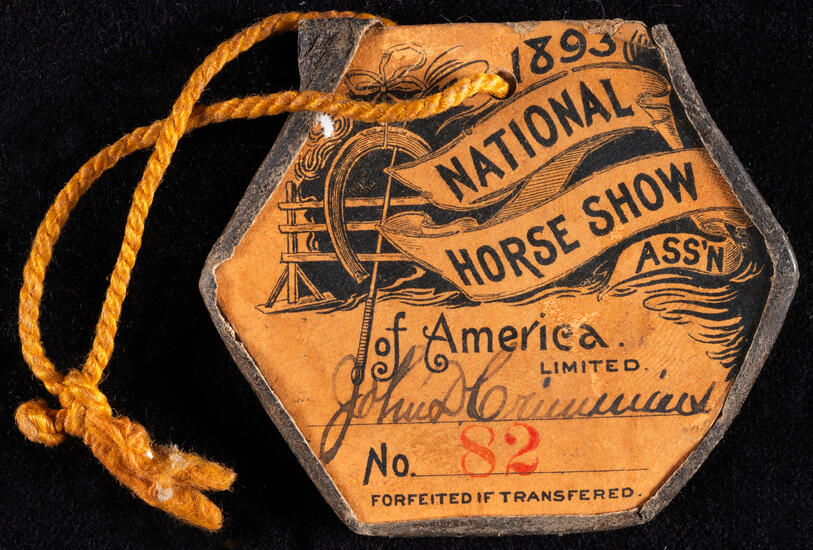 1893
NATIONAL
HORSE SHOW
ASS'N
of America.
LIMITED.
John D. Crimmins
No. 82
FORFEITED IF TRANSFERED.